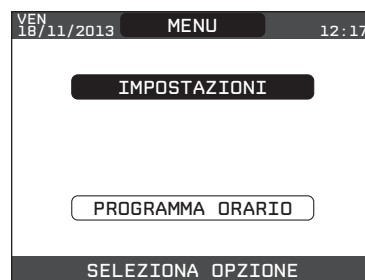 VEN
18/11/2013 MENU 12:17
IMPOSTAZIONI
PROGRAMMA ORARIO
SELEZIONA OPZIONE